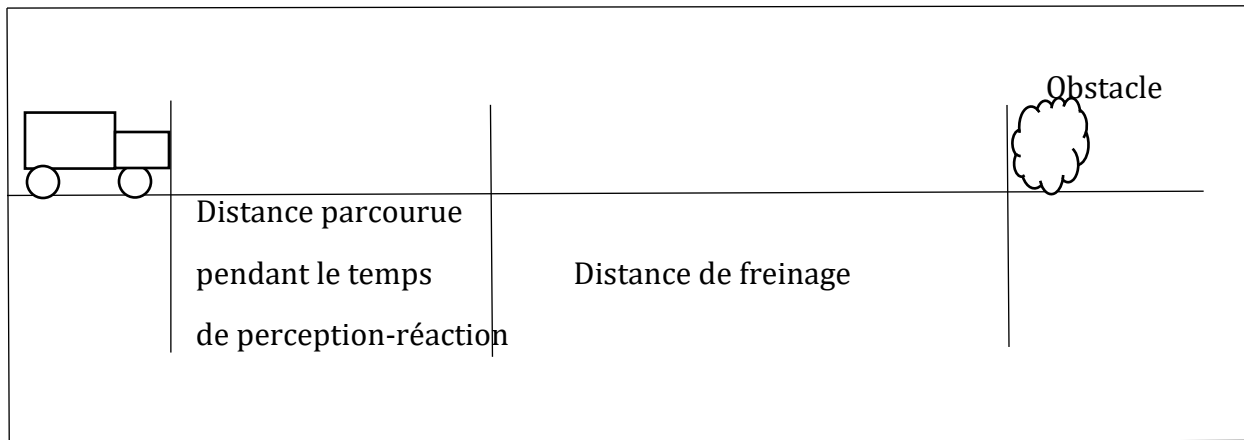 Obstacle
Distance parcourue
pendant le temps
Distance de freinage
de perception-réaction